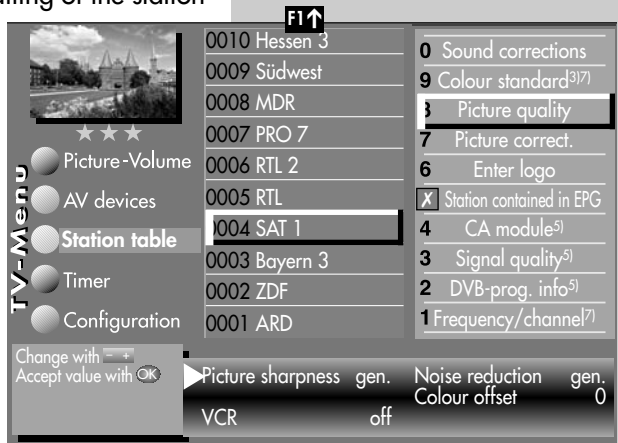 aiting of the station
F1↑
TV-Menu
★★★
Picture-Volume
AV devices
Station table
Timer
Configuration
0010 Hessen 3
0009 Südwest
0008 MDR
0007 PRO 7
0006 RTL 2
0005 RTL
0004 SAT 1
0003 Bayern 3
0002 ZDF
0001 ARD
0 Sound corrections
9 Colour standard3)7)
8 Picture quality
7 Picture correct.
6 Enter logo
✗ Station contained in EPG
4 CA module5)
3 Signal quality5)
2 DVB-prog. info5)
1 Frequency/channel7)
Change with - +
Accept value with OK
Picture sharpness gen.
VCR off
Noise reduction gen.
Colour offset 0